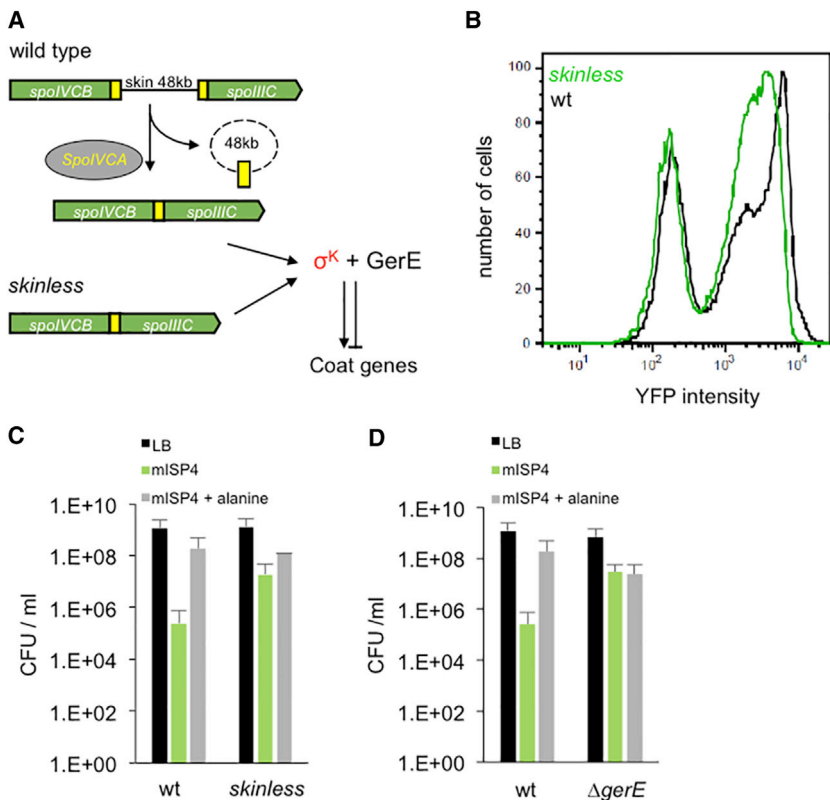 A
wild type
spoIVCB
skin 48kb
spoIIIC
SpoIVCA
48kb
spoIVCB
spoIIIC
σᴷ + GerE
skinless
spoIVCB
spoIIIC
Coat genes
B
skinless
wt
number of cells
100
80
60
40
20
0
10¹
10²
10³
10⁴
YFP intensity
C
LB
mISP4
mISP4 + alanine
CFU / ml
1.E+10
1.E+08
1.E+06
1.E+04
1.E+02
1.E+00
wt
skinless
D
LB
mISP4
mISP4 + alanine
CFU /ml
1.E+10
1.E+08
1.E+06
1.E+04
1.E+02
1.E+00
wt
ΔgerE